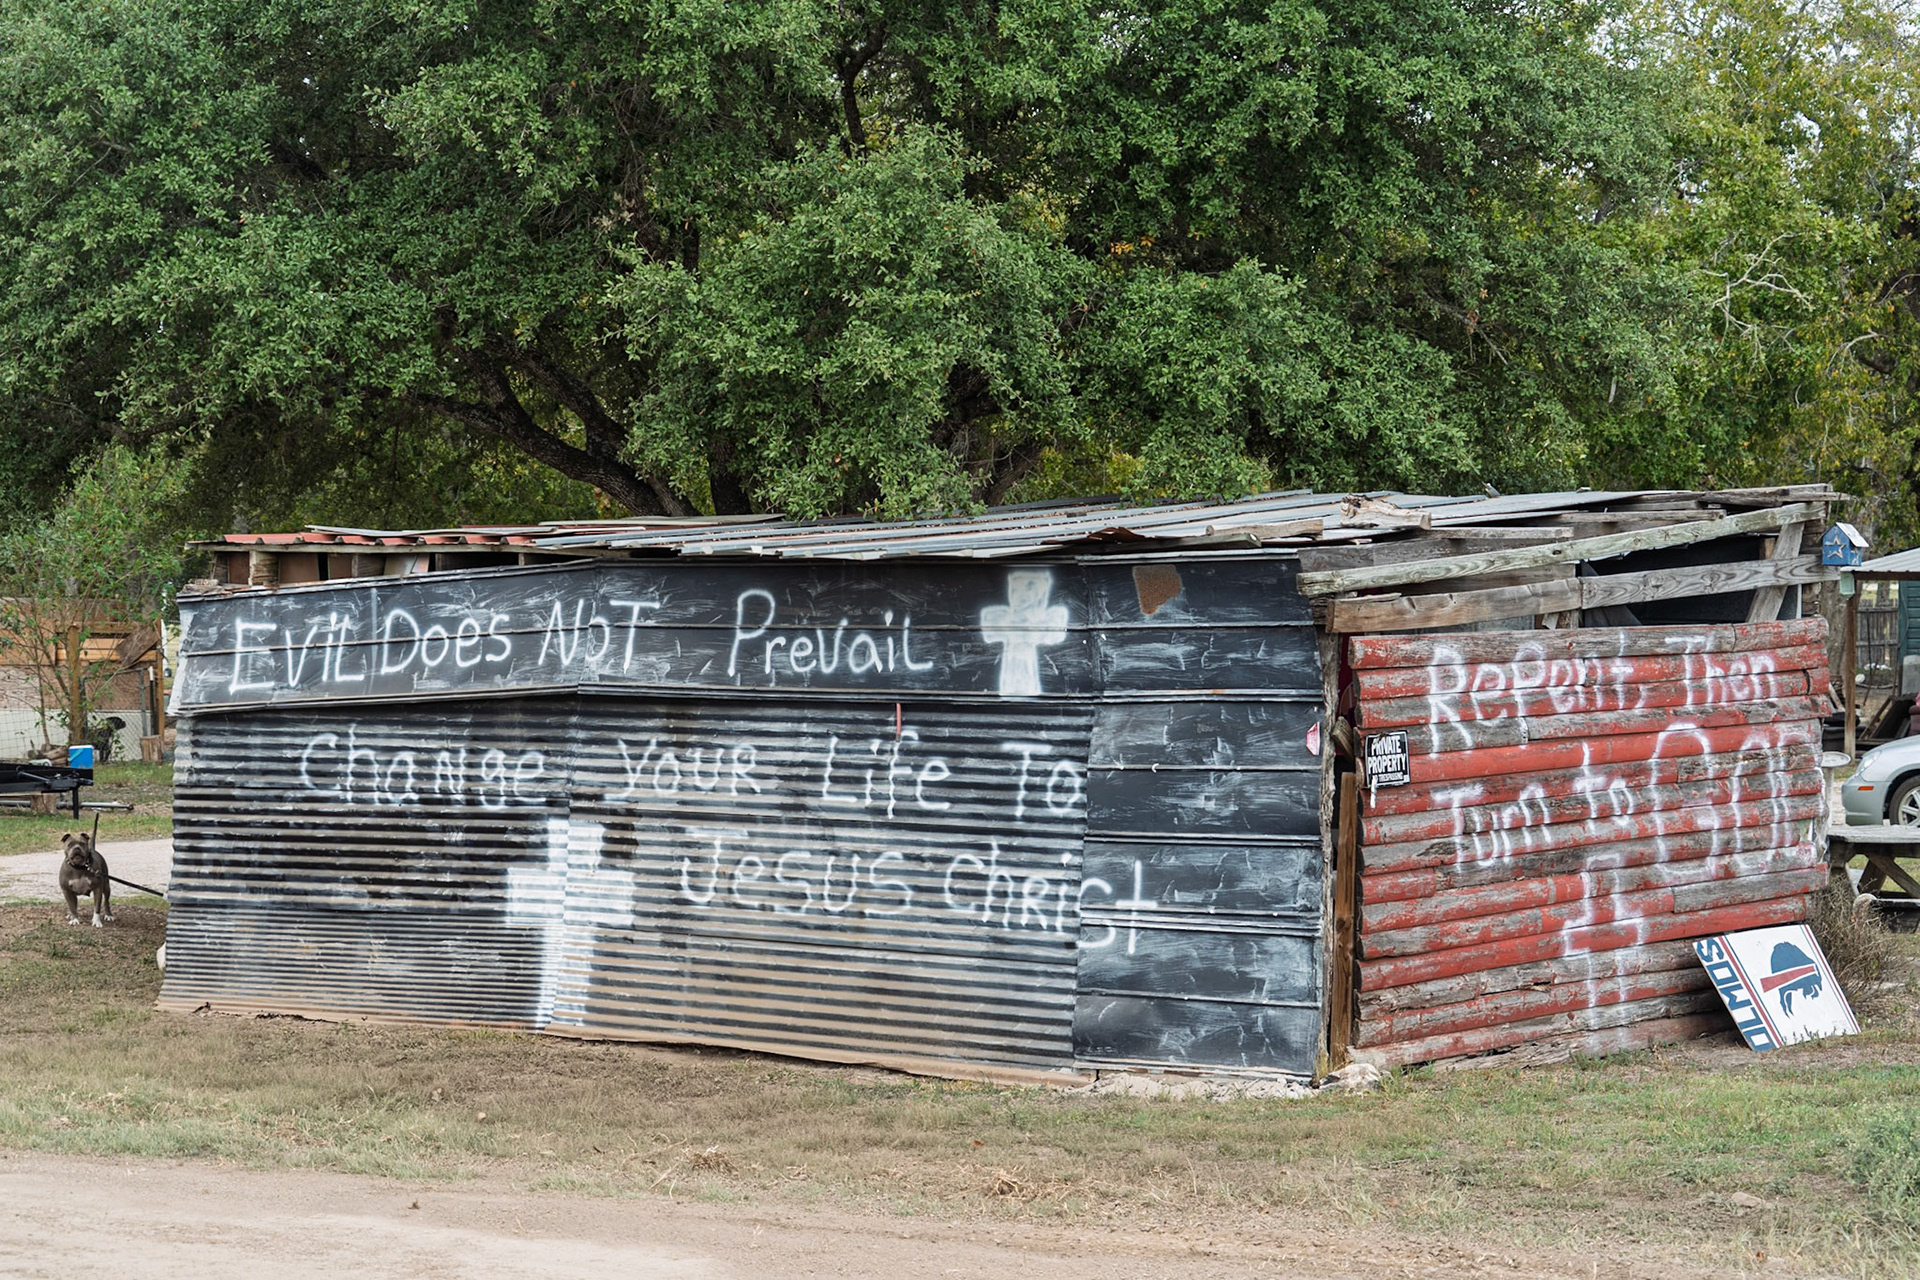 EViL Does NoT Prevail
Change YOUR Life To
Jesus Christ
Repent, Then
Turn to God
PRIVATE
PROPERTY